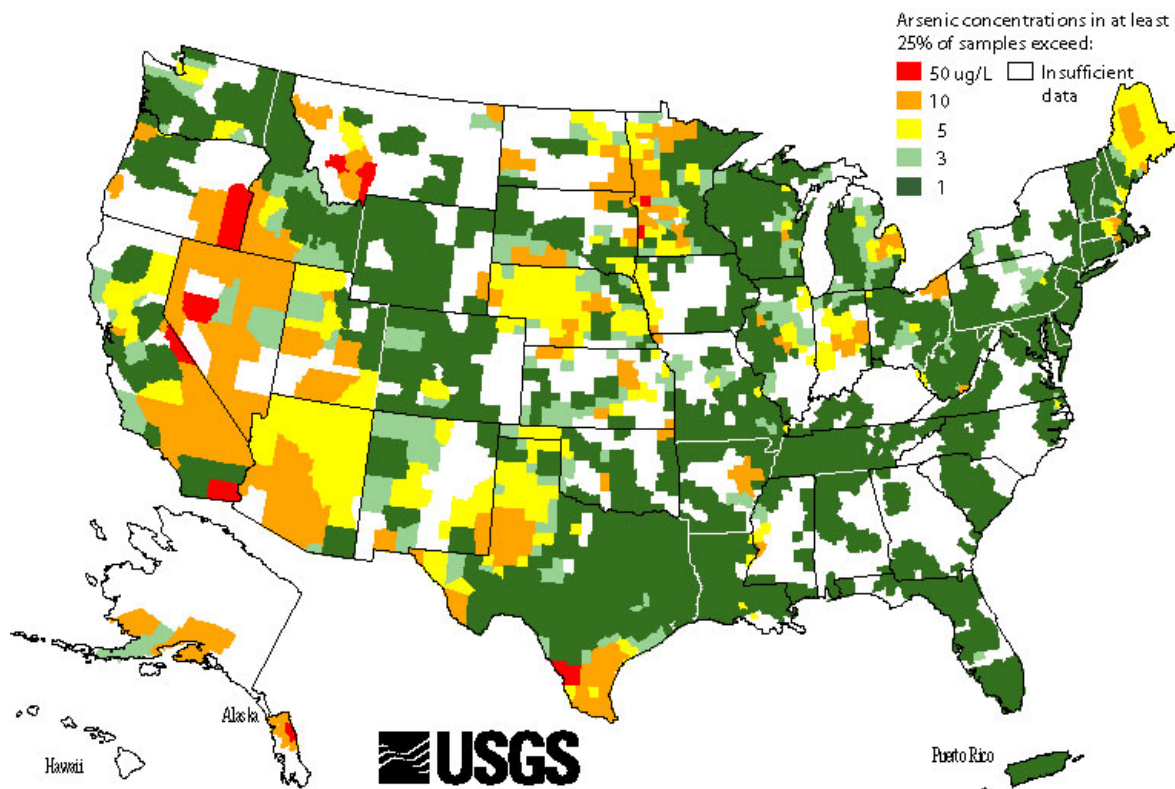 Arsenic concentrations in at least
25% of samples exceed:
50 ug/L
Insufficient
data
10
5
3
1
Alaska
Hawaii
USGS
Puerto Rico